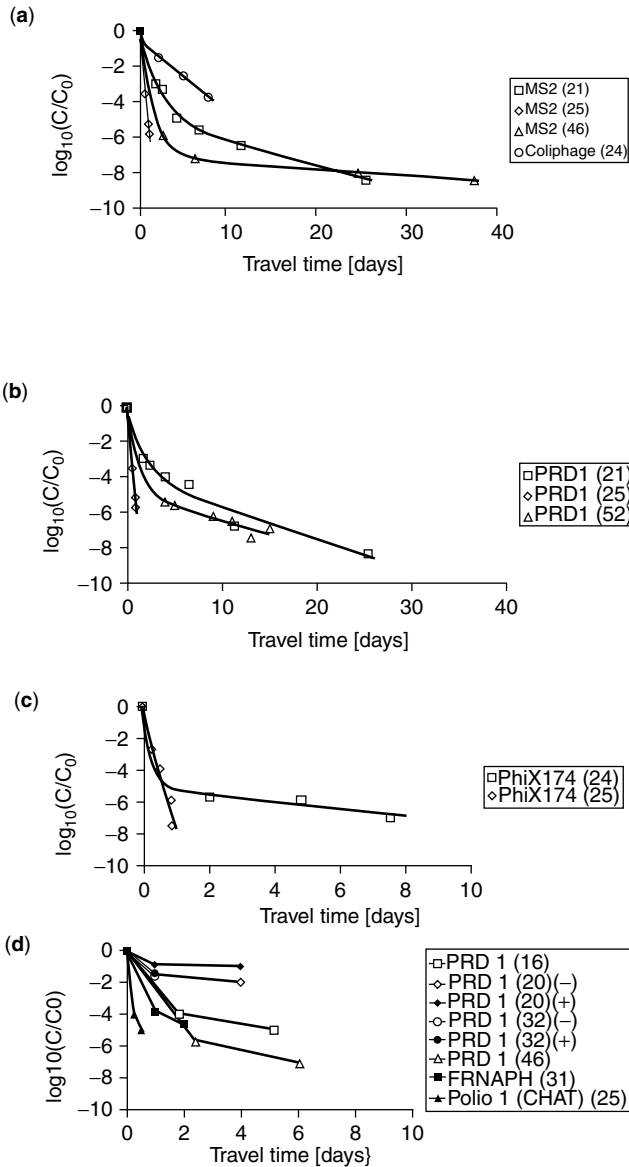 (a)
0
−2
−4
−6
−8
−10
log10(C/C0)
0 10 20 30 40
Travel time [days]
MS2 (21)
MS2 (25)
MS2 (46)
Coliphage (24)
(b)
0
−2
−4
−6
−8
−10
log10(C/C0)
0 10 20 30 40
Travel time [days]
PRD1 (21)
PRD1 (25)
PRD1 (52)
(c)
0
−2
−4
−6
−8
−10
log10(C/C0)
0 2 4 6 8 10
Travel time [days]
PhiX174 (24)
PhiX174 (25)
(d)
0
−2
−4
−6
−8
−10
log10(C/C0)
0 2 4 6 8 10
Travel time [days}
PRD 1 (16)
PRD 1 (20)(−)
PRD 1 (20)(+)
PRD 1 (32)(−)
PRD 1 (32)(+)
PRD 1 (46)
FRNAPH (31)
Polio 1 (CHAT) (25)